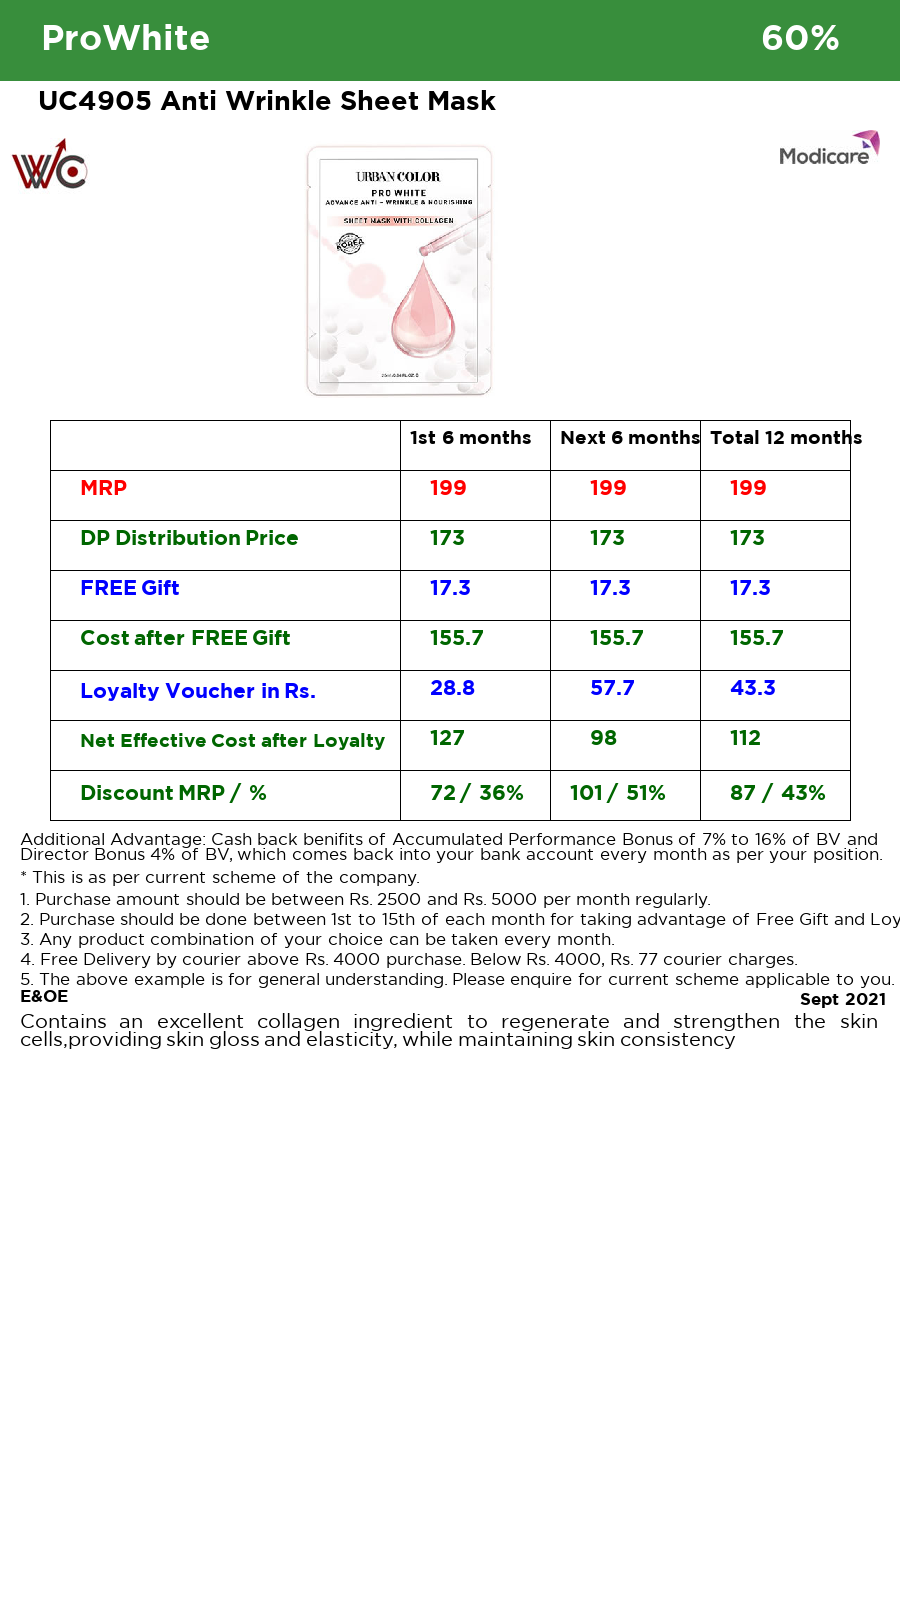 ProWhite 60%
UC4905 Anti Wrinkle Sheet Mask
WC
Modicare
URBAN COLOR
PRO WHITE
ADVANCE ANTI - WRINKLE & NOURISHING
SHEET MASK WITH COLLAGEN
KOREA
1st 6 months Next 6 months Total 12 months
MRP 199 199 199
DP Distribution Price 173 173 173
FREE Gift 17.3 17.3 17.3
Cost after FREE Gift 155.7 155.7 155.7
Loyalty Voucher in Rs. 28.8 57.7 43.3
Net Effective Cost after Loyalty 127 98 112
Discount MRP / % 72 / 36% 101 / 51% 87 / 43%
Additional Advantage: Cash back benifits of Accumulated Performance Bonus of 7% to 16% of BV and
Director Bonus 4% of BV, which comes back into your bank account every month as per your position.
* This is as per current scheme of the company.
1. Purchase amount should be between Rs. 2500 and Rs. 5000 per month regularly.
2. Purchase should be done between 1st to 15th of each month for taking advantage of Free Gift and Loy
3. Any product combination of your choice can be taken every month.
4. Free Delivery by courier above Rs. 4000 purchase. Below Rs. 4000, Rs. 77 courier charges.
5. The above example is for general understanding. Please enquire for current scheme applicable to you.
E&OE
Sept 2021
Contains an excellent collagen ingredient to regenerate and strengthen the skin
cells,providing skin gloss and elasticity, while maintaining skin consistency